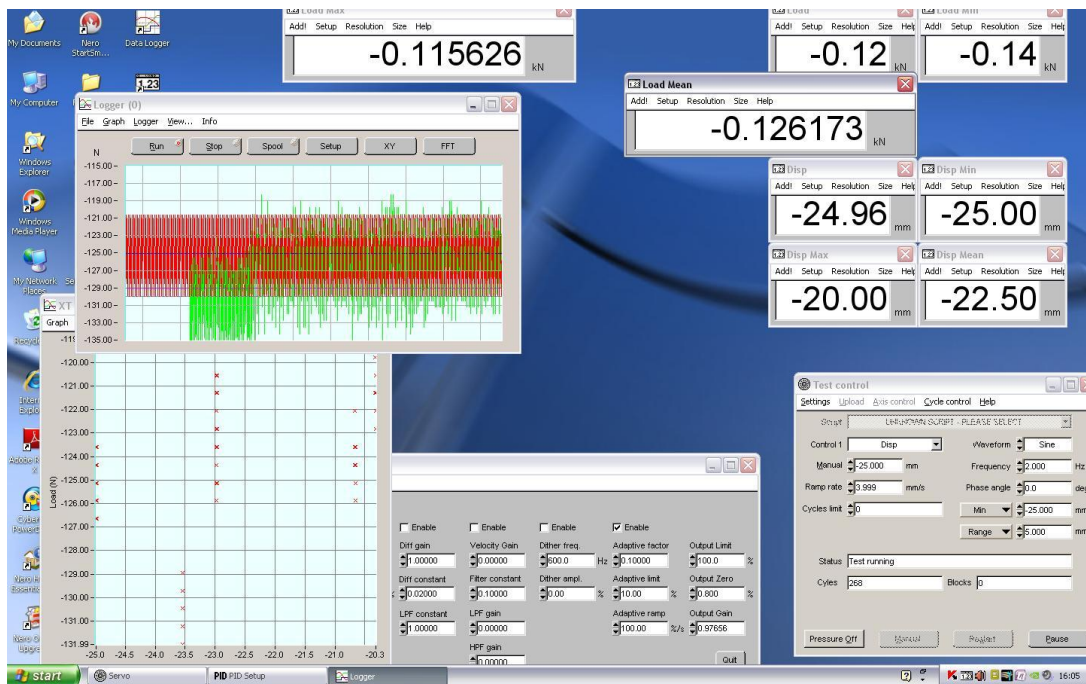 Load Max
Add! Setup Resolution Size Help
-0.115626 kN
Load
Add! Setup Resolution Size Help
-0.12 kN
Load Min
Add! Setup Resolution Size Help
-0.14 kN
My Documents
Nero StartSm...
Data Logger
My Computer
1.23
Load Mean
Add! Setup Resolution Size Help
-0.126173 kN
Logger (0)
File Graph Logger View... Info
Run Stop Spool Setup XY FFT
N
-115.00
-117.00
-119.00
-121.00
-123.00
-125.00
-127.00
-129.00
-131.00
-133.00
-135.00
Windows Explorer
Windows Media Player
My Network Places
Disp
Add! Setup Resolution Size Help
-24.96 mm
Disp Min
Add! Setup Resolution Size Help
-25.00 mm
Disp Max
Add! Setup Resolution Size Help
-20.00 mm
Disp Mean
Add! Setup Resolution Size Help
-22.50 mm
XT
Graph
Load (N)
-120.00
-121.00
-122.00
-123.00
-124.00
-125.00
-126.00
-127.00
-128.00
-129.00
-130.00
-131.00
-131.99
-25.0 -24.5 -24.0 -23.5 -23.0 -22.5 -22.0 -21.5 -21.0 -20.3
Enable Enable Enable Enable
Diff gain Velocity Gain Dither freq. Adaptive factor Output Limit
1.00000 0.00000 600.0 Hz 0.10000 100.0 %
Diff constant Filter constant Dither ampl. Adaptive limit Output Zero
% 0.02000 0.10000 0.00 % 10.00 % 0.800 %
LPF constant LPF gain Adaptive ramp Output Gain
1.00000 0.00000 100.00 %/s 0.97656
HPF gain
0.00000
Quit
Test control
Settings Upload Axis control Cycle control Help
Script UNKNOWN SCRIPT - PLEASE SELECT
Control 1 Disp Waveform Sine
Manual -25.000 mm Frequency 2.000 Hz
Ramp rate 3.999 mm/s Phase angle 0.0 deg
Cycles limit 0 Min -25.000 mm
Range 5.000 mm
Status Test running
Cyles 268 Blocks 0
Pressure Off Manual Restart Pause
start Servo PID PID Setup Logger 16:05